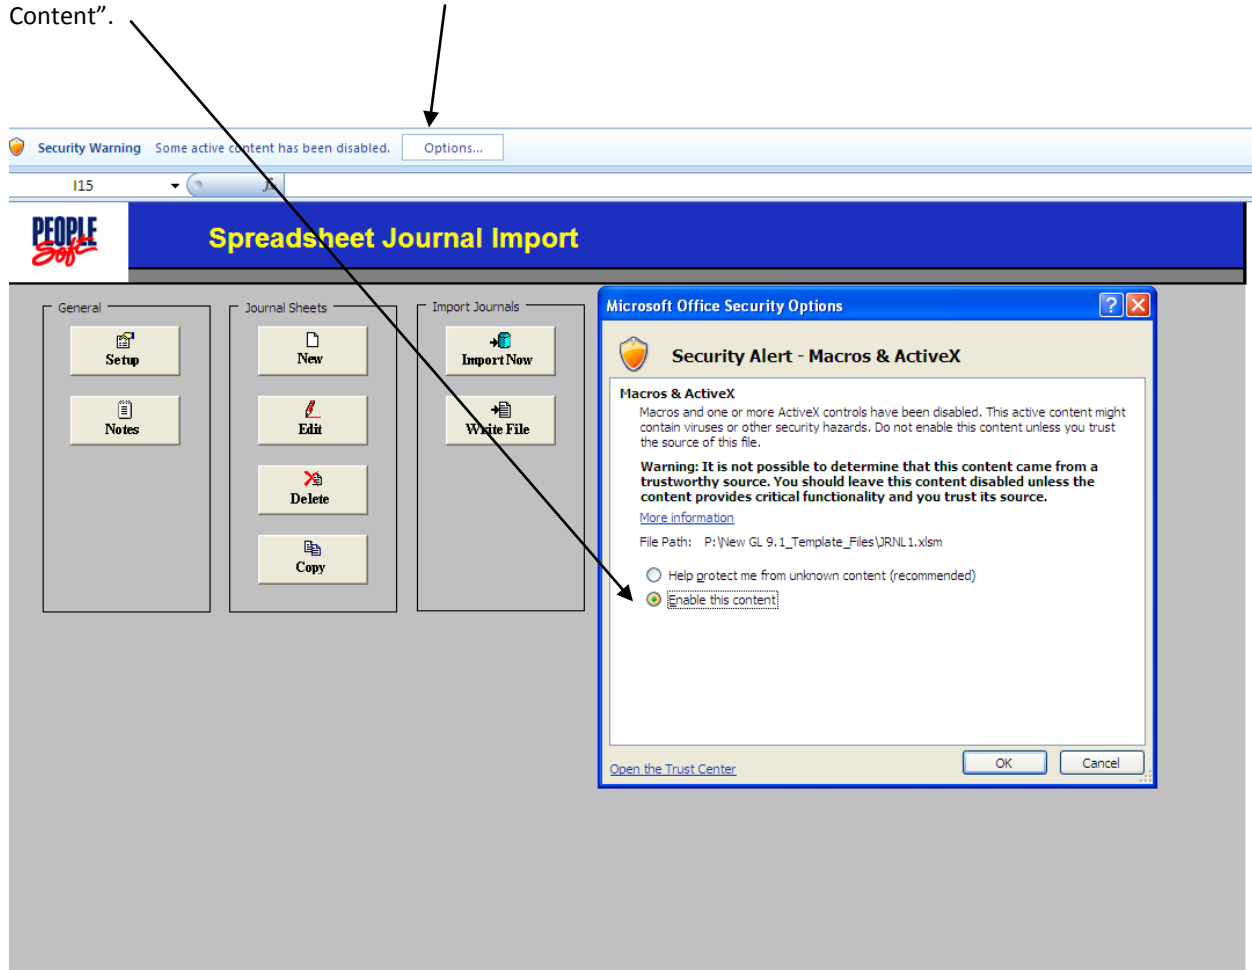 Content”.
Security Warning Some active content has been disabled. Options...
I15
fx
PEOPLE
Soft
Spreadsheet Journal Import
General
Setup
Notes
Journal Sheets
New
Edit
Delete
Copy
Import Journals
Import Now
Write File
Microsoft Office Security Options
Security Alert - Macros & ActiveX
Macros & ActiveX
Macros and one or more ActiveX controls have been disabled. This active content might
contain viruses or other security hazards. Do not enable this content unless you trust
the source of this file.
Warning: It is not possible to determine that this content came from a
trustworthy source. You should leave this content disabled unless the
content provides critical functionality and you trust its source.
More information
File Path: P:\New GL 9.1_Template_Files\JRNL1.xlsm
Help protect me from unknown content (recommended)
Enable this content
Open the Trust Center
OK
Cancel